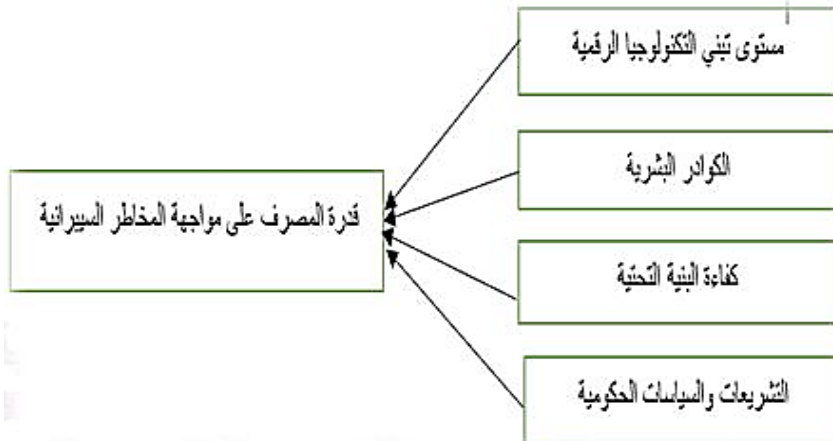 مستوى تبني التكنولوجيا الرقمية
الكوادر البشرية
قدرة المصرف على مواجهة المخاطر السيبرانية
كفاءة البنية التحتية
التشريعات والسياسات الحكومية